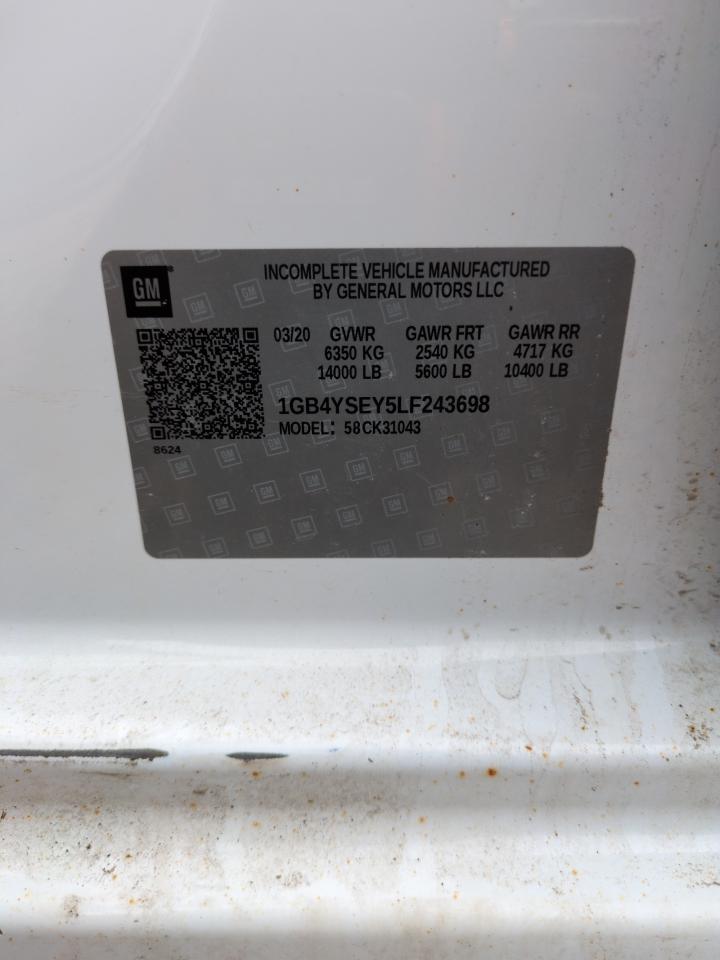 GM
INCOMPLETE VEHICLE MANUFACTURED
BY GENERAL MOTORS LLC
03/20 GVWR GAWR FRT GAWR RR
6350 KG 2540 KG 4717 KG
14000 LB 5600 LB 10400 LB
1GB4YSEY5LF243698
MODEL: 58CK31043
8624